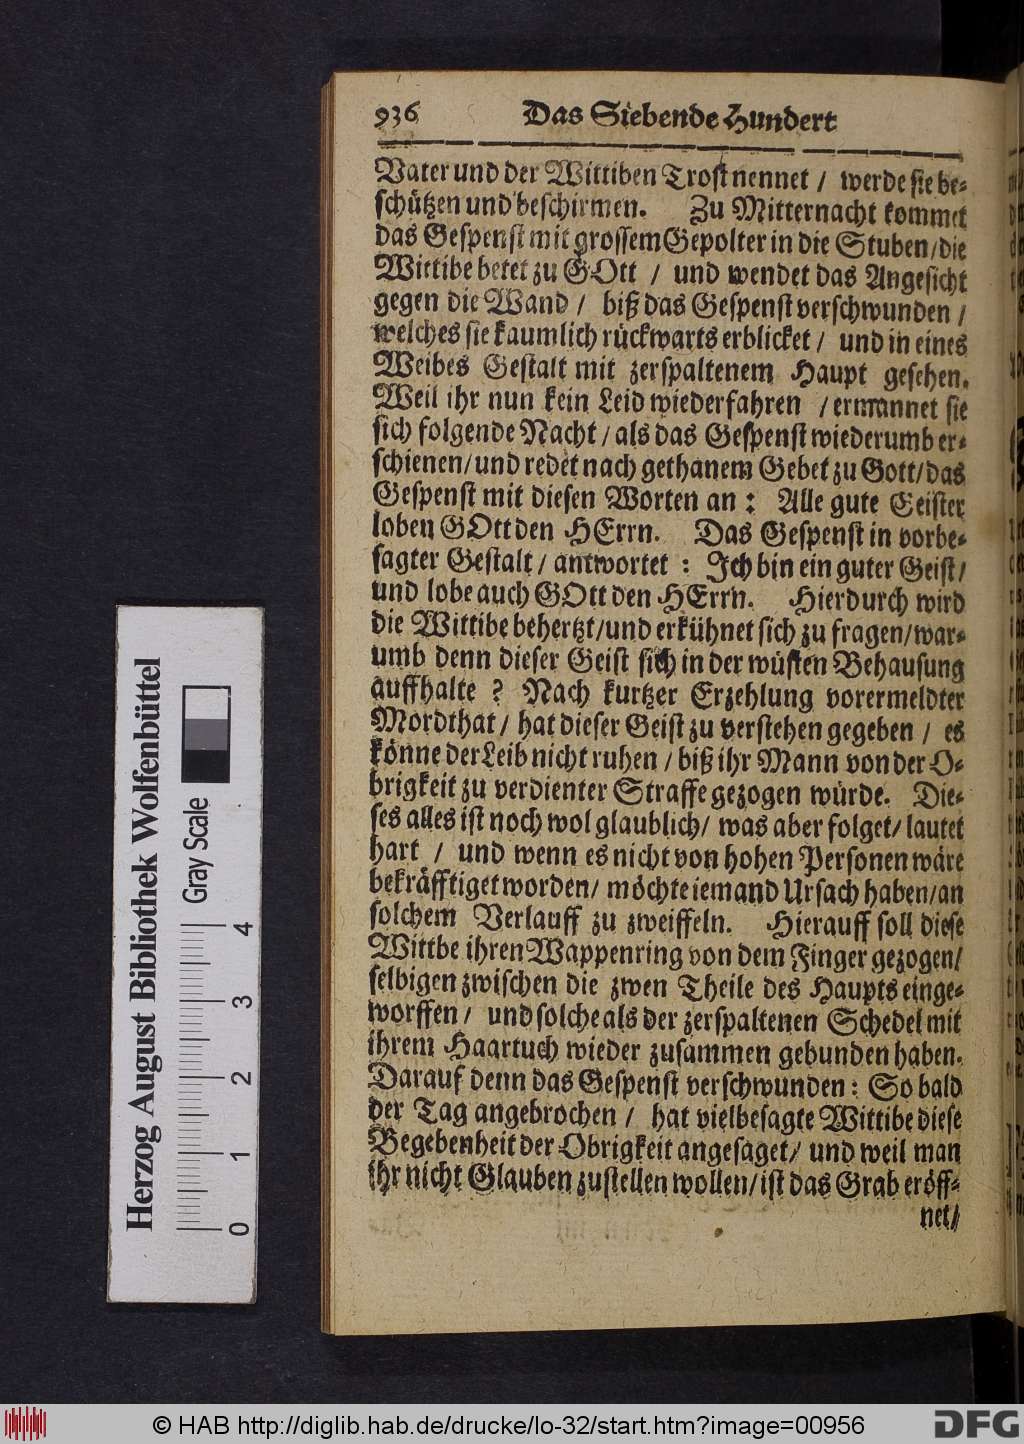 936 Das Siebende Hundert
Vater und der Wittiben Trost nennet / werde sie be-
schützen und beschirmen. Zu Mitternacht kommet
das Gespenst mit grossem Gepolter in die Stuben/die
Wittibe betet zu GOtt / und wendet das Angesicht
gegen die Wand / biß das Gespenst verschwunden /
welches sie kaumlich rückwarts erblicket / und in eines
Weibes Gestalt mit zerspaltenem Haupt gesehen.
Weil ihr nun kein Leid wiederfahren / ermannet sie
sich folgende Nacht / als das Gespenst wiederumb er-
schienen/und redet nach gethanem Gebet zu Gott/das
Gespenst mit diesen Worten an : Alle gute Geister
loben GOtt den HErrn. Das Gespenst in vorbe-
sagter Gestalt / antwortet : Ich bin ein guter Geist/
und lobe auch GOtt den HErrn. Hierdurch wird
die Wittibe behertzt/und erkühnet sich zu fragen/war-
umb denn dieser Geist sich in der wüsten Behausung
auffhalte ? Nach kurtzer Erzehlung vorermeldter
Mordthat / hat dieser Geist zu verstehen gegeben / es
könne der Leib nicht ruhen / biß ihr Mann von der O-
brigkeit zu verdienter Straffe gezogen würde. Die-
ses alles ist noch wol glaublich/ was aber folget/ lautet
hart / und wenn es nicht von hohen Personen wäre
bekräfftiget worden/ möchte iemand Ursach haben/an
solchem Verlauff zu zweiffeln. Hierauff soll diese
Wittbe ihren Wappenring von dem Finger gezogen/
selbigen zwischen die zwen Theile des Haupts einge-
worffen / und solche als der zerspaltenen Schedel mit
ihrem Haartuch wieder zusammen gebunden haben.
Darauf denn das Gespenst verschwunden : So bald
der Tag angebrochen / hat vielbesagte Wittibe diese
Begebenheit der Obrigkeit angesaget/ und weil man
ihr nicht Glauben zustellen wollen/ist das Grab eröff-
net/
Herzog August Bibliothek Wolfenbüttel
Gray Scale
0 1 2 3 4
© HAB http://diglib.hab.de/drucke/lo-32/start.htm?image=00956
DFG